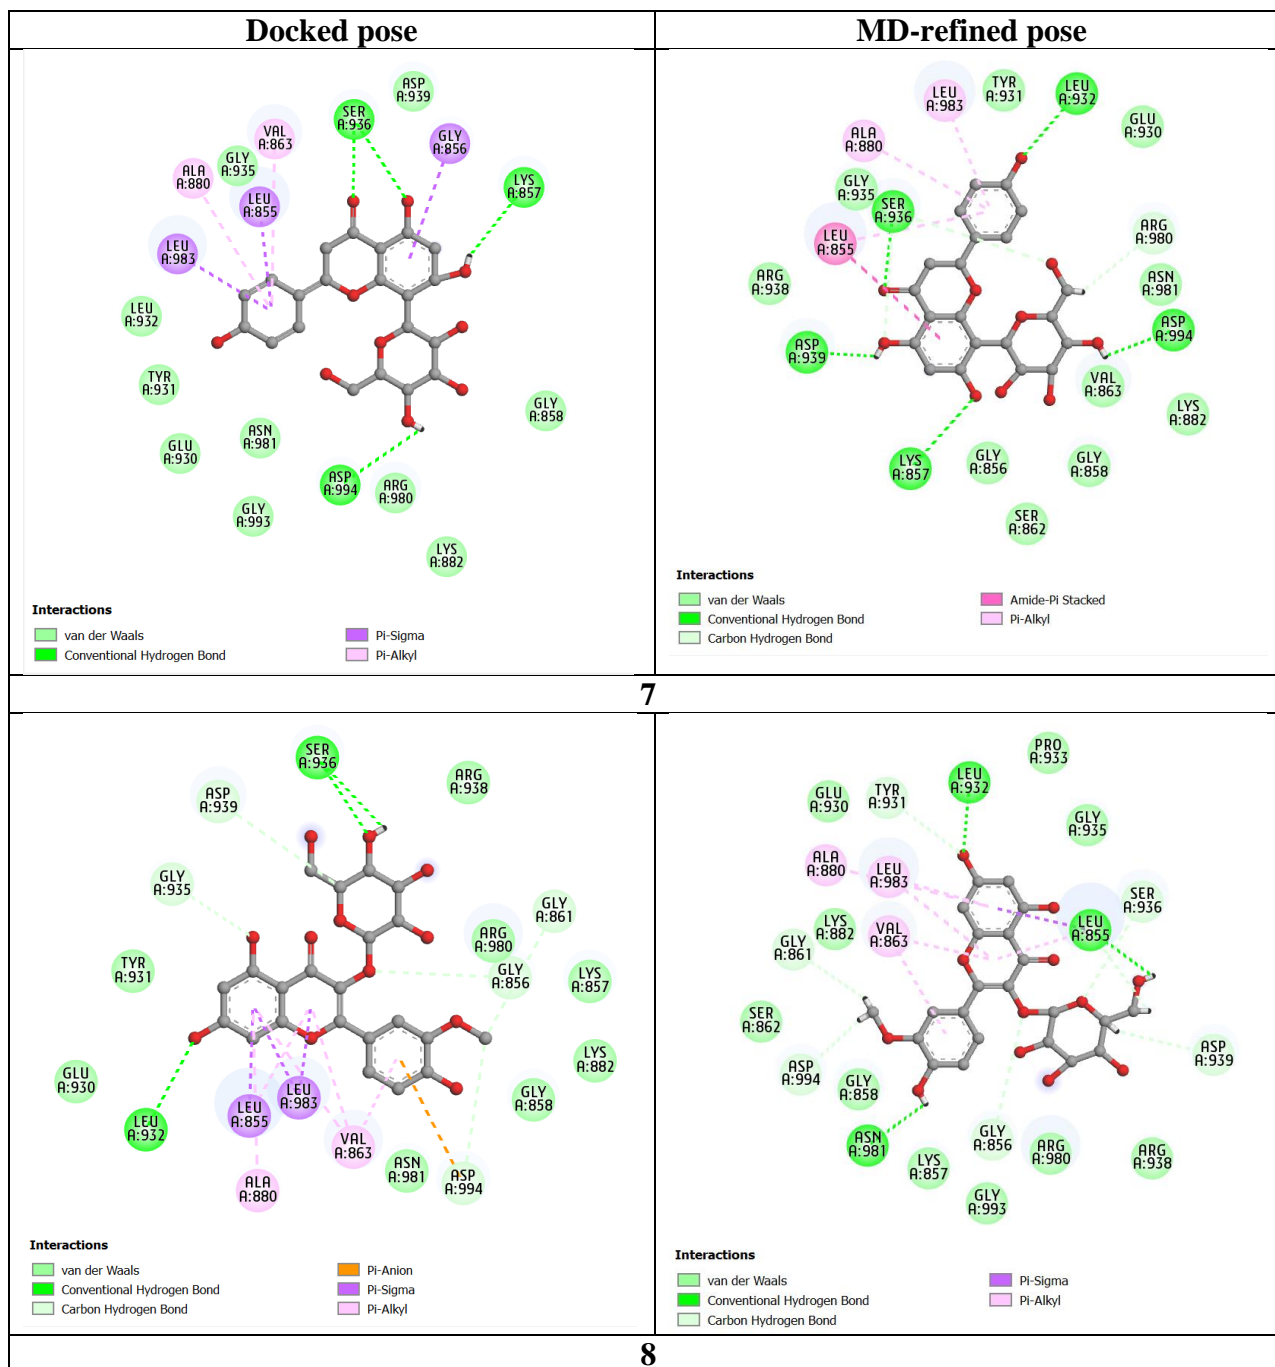 Docked pose
MD-refined pose
ASP
A:939
SER
A:936
VAL
A:863
GLY
A:856
GLY
A:935
ALA
A:880
LYS
A:857
LEU
A:855
LEU
A:983
LEU
A:932
TYR
A:931
GLY
A:858
ASN
A:981
GLU
A:930
ASP
A:994
ARG
A:980
GLY
A:993
LYS
A:882
Interactions
van der Waals
Conventional Hydrogen Bond
Pi-Sigma
Pi-Alkyl
LEU
A:983
TYR
A:931
LEU
A:932
GLU
A:930
ALA
A:880
GLY
A:935
SER
A:936
ARG
A:980
LEU
A:855
ARG
A:938
ASN
A:981
ASP
A:994
ASP
A:939
VAL
A:863
LYS
A:882
LYS
A:857
GLY
A:856
GLY
A:858
SER
A:862
Interactions
van der Waals
Conventional Hydrogen Bond
Carbon Hydrogen Bond
Amide-Pi Stacked
Pi-Alkyl
7
SER
A:936
ARG
A:938
ASP
A:939
GLY
A:935
GLY
A:861
ARG
A:980
TYR
A:931
GLY
A:856
LYS
A:857
LYS
A:882
GLU
A:930
GLY
A:858
LEU
A:855
LEU
A:983
LEU
A:932
VAL
A:863
ASN
A:981
ASP
A:994
ALA
A:880
Interactions
van der Waals
Conventional Hydrogen Bond
Carbon Hydrogen Bond
Pi-Anion
Pi-Sigma
Pi-Alkyl
PRO
A:933
LEU
A:932
TYR
A:931
GLU
A:930
GLY
A:935
ALA
A:880
LEU
A:983
SER
A:936
LYS
A:882
VAL
A:863
LEU
A:855
GLY
A:861
SER
A:862
ASP
A:994
GLY
A:858
ASP
A:939
ASN
A:981
LYS
A:857
GLY
A:856
ARG
A:980
ARG
A:938
GLY
A:993
Interactions
van der Waals
Conventional Hydrogen Bond
Carbon Hydrogen Bond
Pi-Sigma
Pi-Alkyl
8